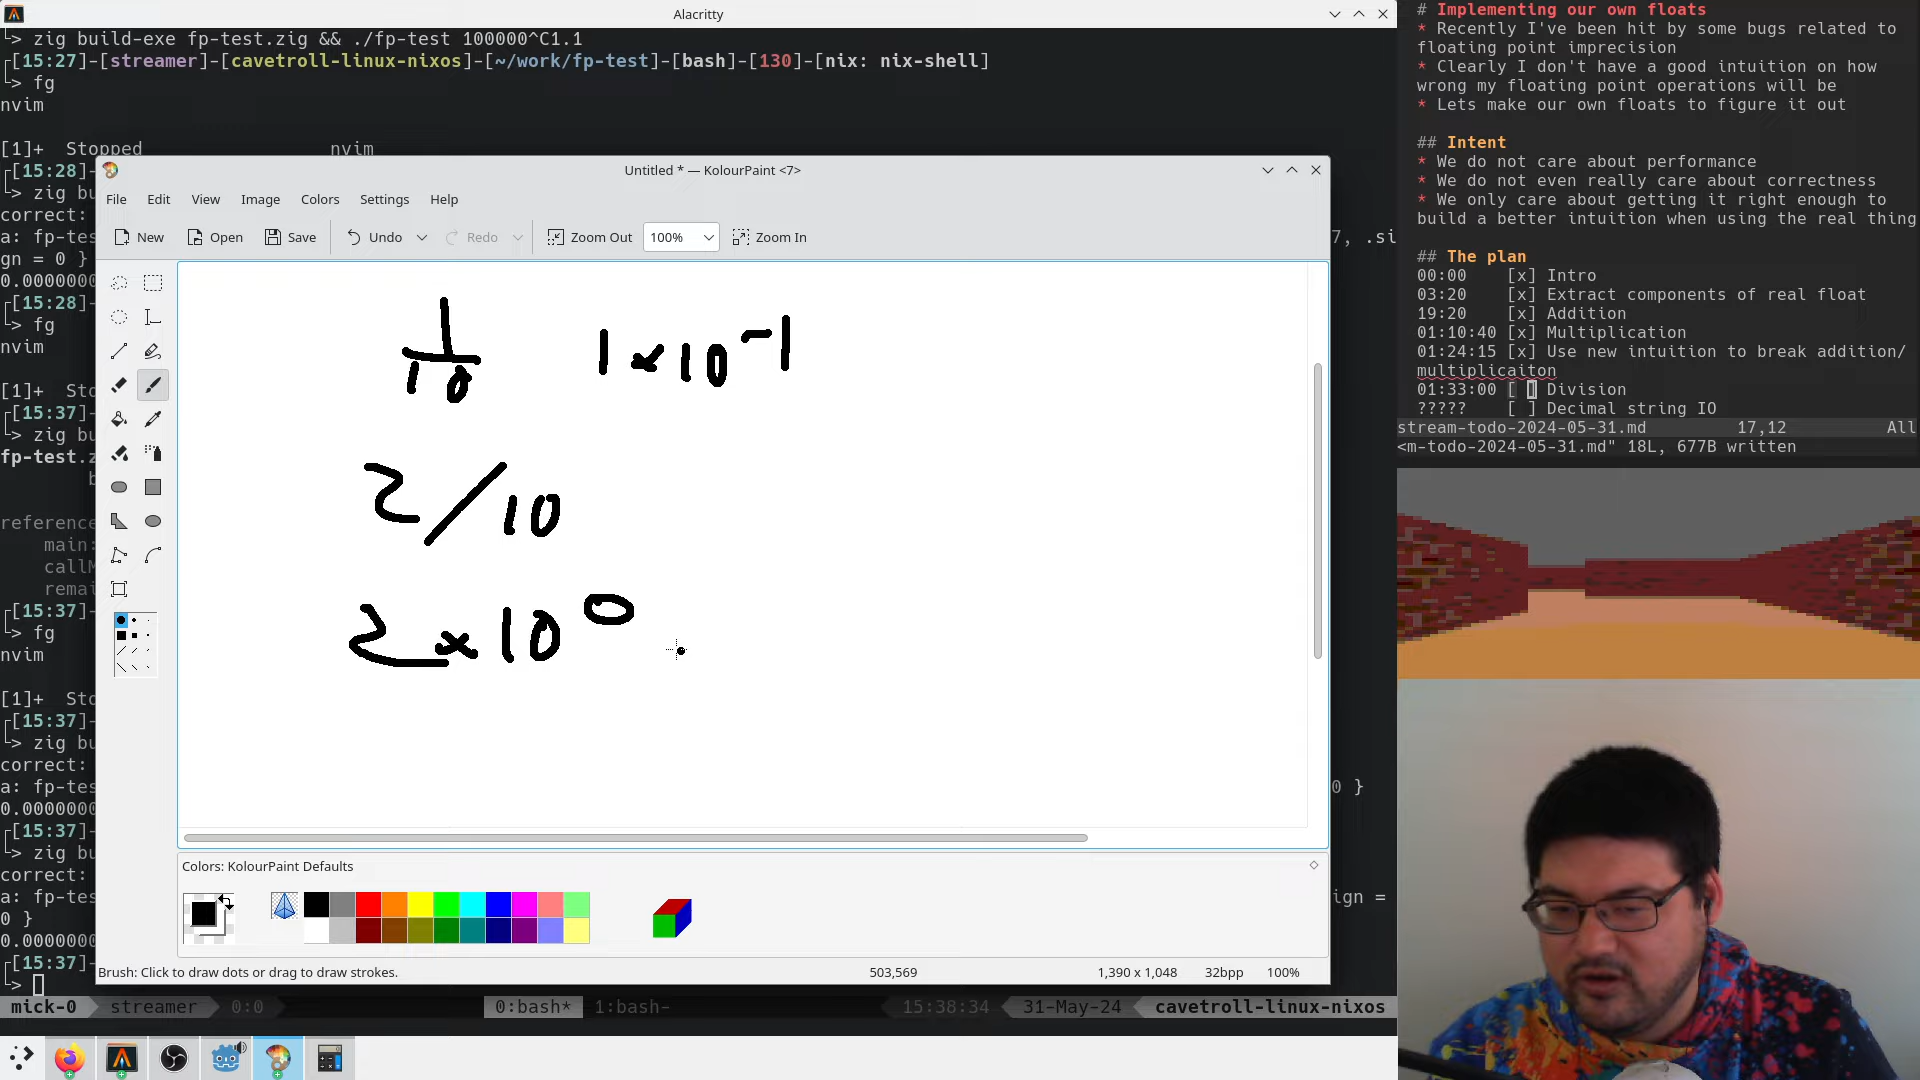 Alacritty
└> zig build-exe fp-test.zig && ./fp-test 100000^C1.1
┌[15:27]-[streamer]-[cavetroll-linux-nixos]-[~/work/fp-test]-[bash]-[130]-[nix: nix-shell]
└> fg
nvim
[1]+  Stopped                 nvim
┌[15:28]-
└> zig bu
correct:
a: fp-tes
7, .si
gn = 0 }
0.0000000
┌[15:28]-
└> fg
nvim
[1]+  Sto
┌[15:37]-
└> zig bu
fp-test.z
b
reference
main:
callM
remai
┌[15:37]-
└> fg
nvim
[1]+  Sto
┌[15:37]-
└> zig bu
correct:
a: fp-tes
0 }
0.0000000
┌[15:37]-
└> zig bu
correct:
a: fp-tes
ign =
0 }
0.0000000
┌[15:37]-
└>
mick-0 streamer 0:0 0:bash* 1:bash- 15:38:34 31-May-24 cavetroll-linux-nixos
Untitled * — KolourPaint <7>
File Edit View Image Colors Settings Help
New Open Save Undo Redo Zoom Out 100% Zoom In
1
10
1 x 10 -1
2/10
2 x 10 0
Colors: KolourPaint Defaults
Brush: Click to draw dots or drag to draw strokes. 503,569 1,390 x 1,048 32bpp 100%
# Implementing our own floats
* Recently I've been hit by some bugs related to
floating point imprecision
* Clearly I don't have a good intuition on how
wrong my floating point operations will be
* Lets make our own floats to figure it out
## Intent
* We do not care about performance
* We do not even really care about correctness
* We only care about getting it right enough to
build a better intuition when using the real thing
## The plan
00:00    [x] Intro
03:20    [x] Extract components of real float
19:20    [x] Addition
01:10:40 [x] Multiplication
01:24:15 [x] Use new intuition to break addition/
multiplicaiton
01:33:00 [ ] Division
?????    [ ] Decimal string IO
stream-todo-2024-05-31.md 17,12 All
<m-todo-2024-05-31.md" 18L, 677B written